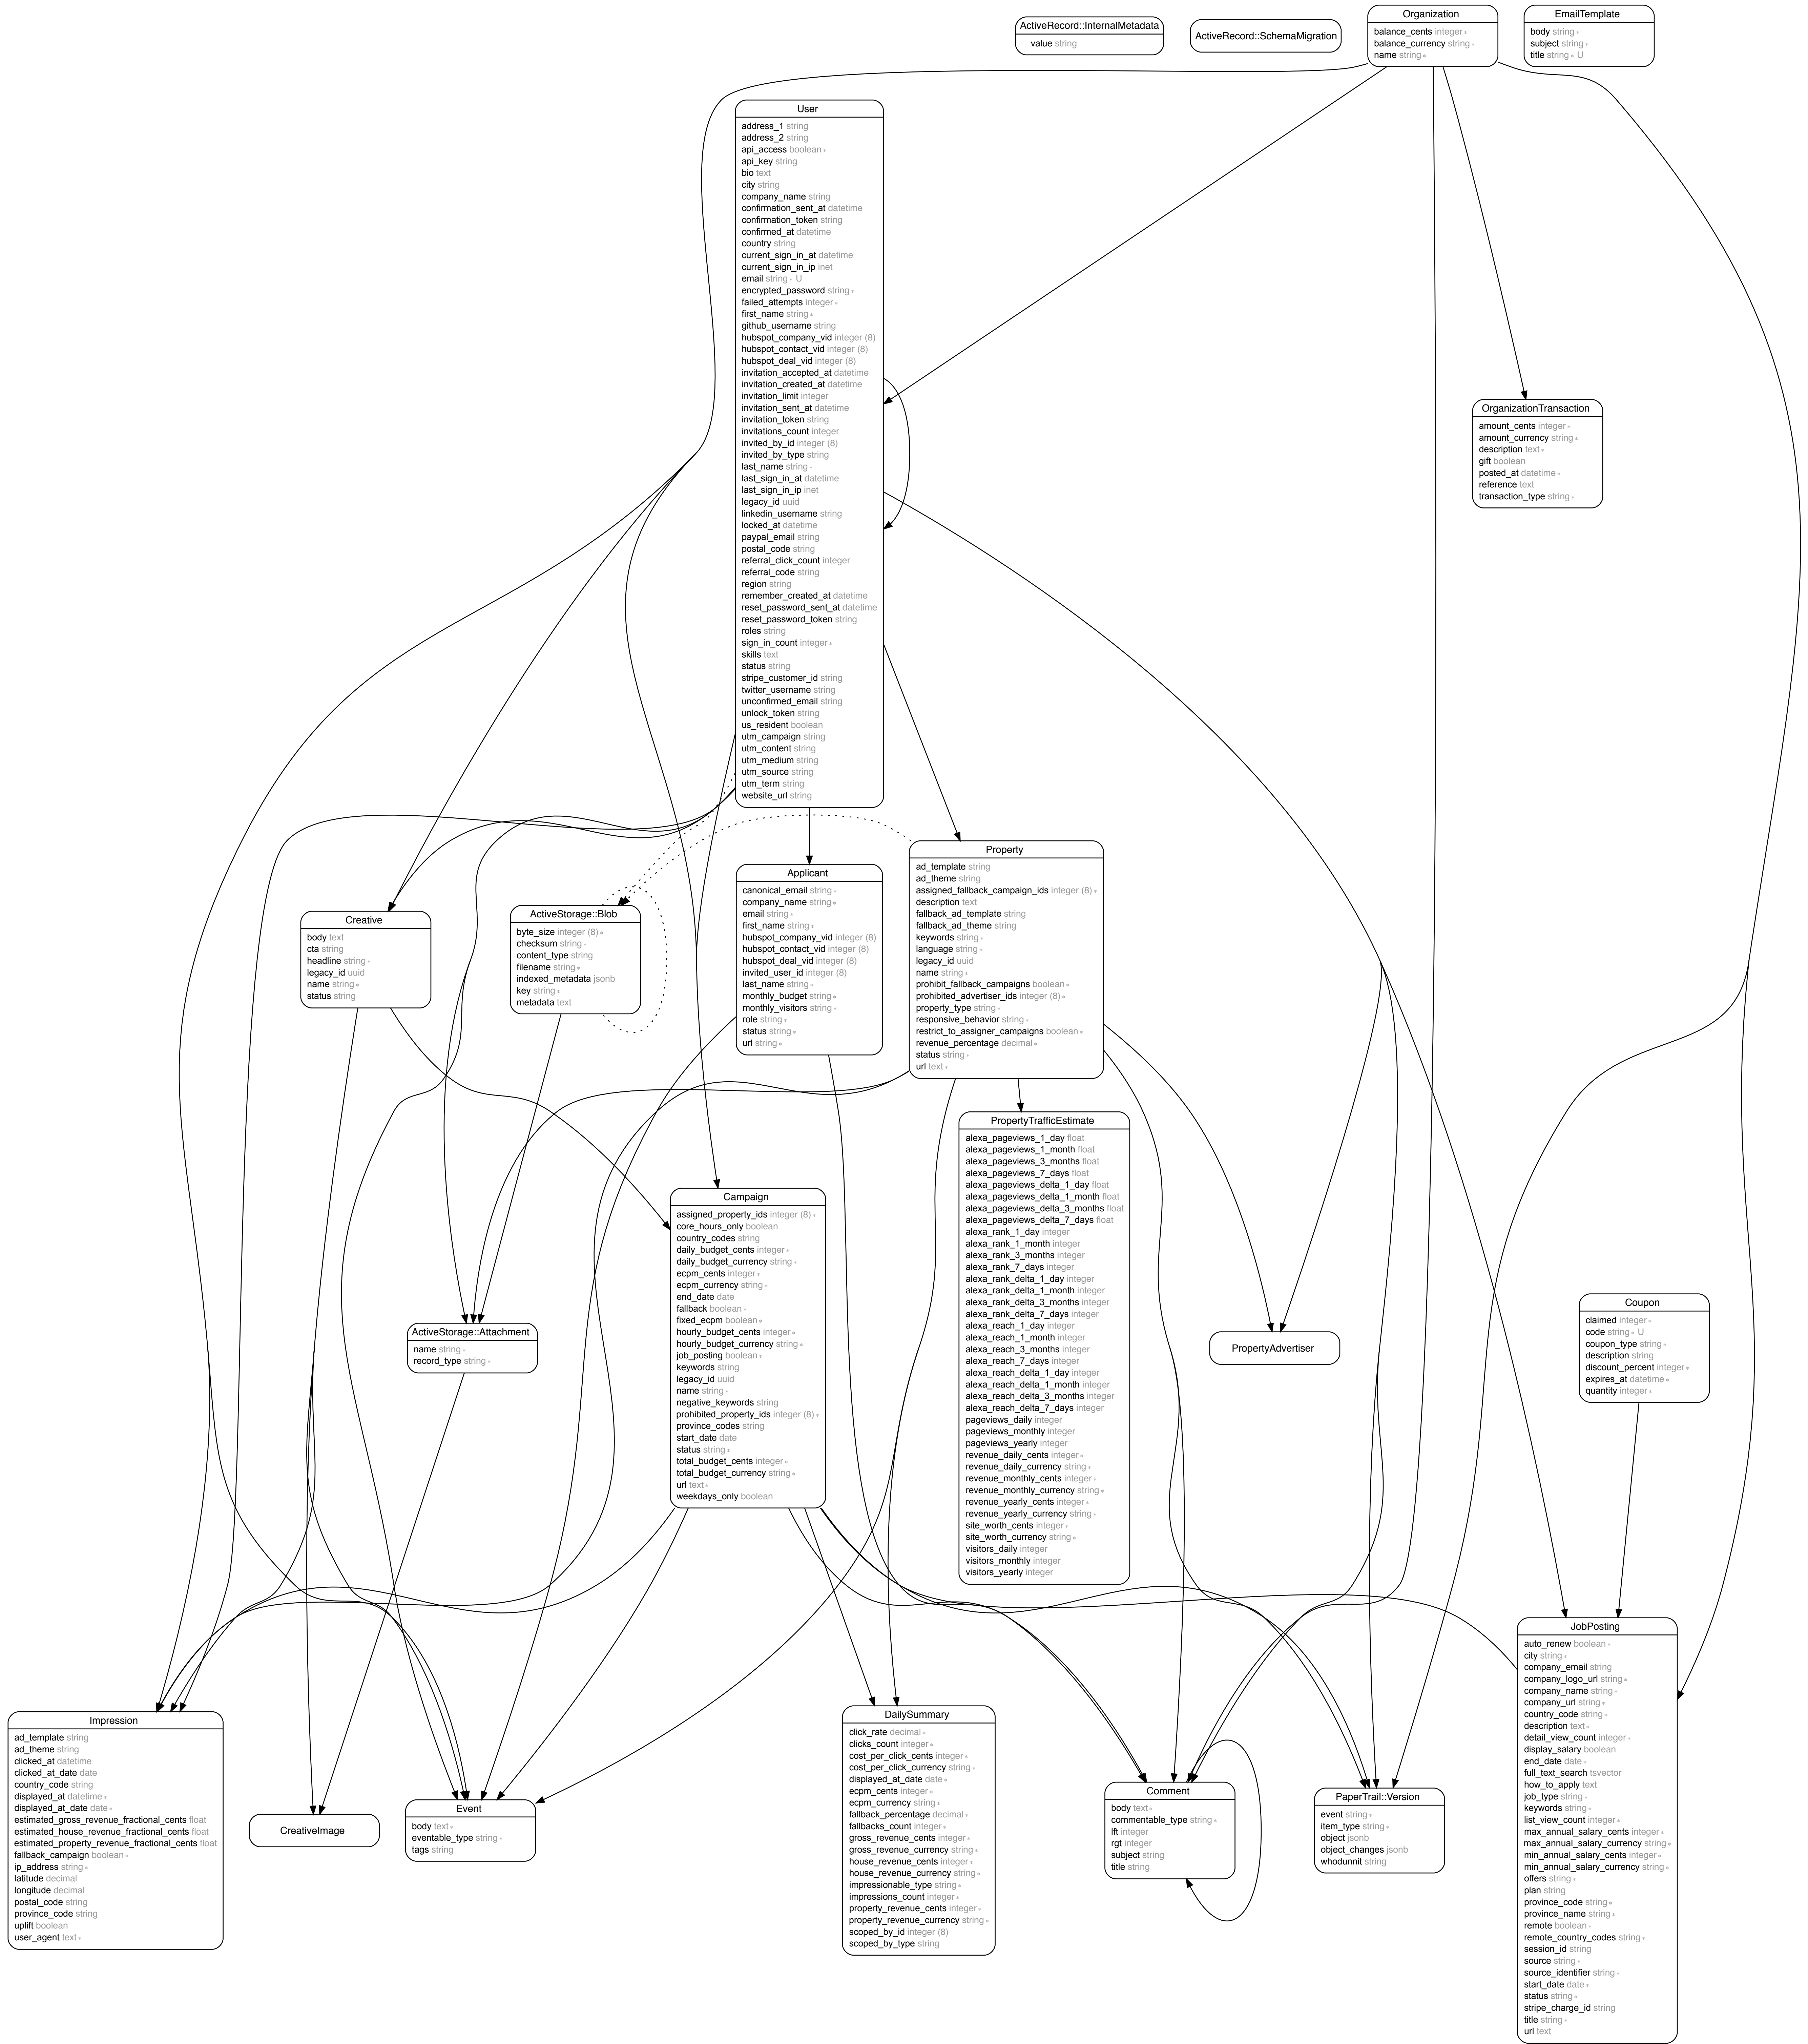 ActiveRecord::InternalMetadata
value string
ActiveRecord::SchemaMigration
Organization
balance_cents integer ∗
balance_currency string ∗
name string ∗
EmailTemplate
body string ∗
subject string ∗
title string ∗ U
User
address_1 string
address_2 string
api_access boolean ∗
api_key string
bio text
city string
company_name string
confirmation_sent_at datetime
confirmation_token string
confirmed_at datetime
country string
current_sign_in_at datetime
current_sign_in_ip inet
email string ∗ U
encrypted_password string ∗
failed_attempts integer ∗
first_name string ∗
github_username string
hubspot_company_vid integer (8)
hubspot_contact_vid integer (8)
hubspot_deal_vid integer (8)
invitation_accepted_at datetime
invitation_created_at datetime
invitation_limit integer
invitation_sent_at datetime
invitation_token string
invitations_count integer
invited_by_id integer (8)
invited_by_type string
last_name string ∗
last_sign_in_at datetime
last_sign_in_ip inet
legacy_id uuid
linkedin_username string
locked_at datetime
paypal_email string
postal_code string
referral_click_count integer
referral_code string
region string
remember_created_at datetime
reset_password_sent_at datetime
reset_password_token string
roles string
sign_in_count integer ∗
skills text
status string
stripe_customer_id string
twitter_username string
unconfirmed_email string
unlock_token string
us_resident boolean
utm_campaign string
utm_content string
utm_medium string
utm_source string
utm_term string
website_url string
OrganizationTransaction
amount_cents integer ∗
amount_currency string ∗
description text ∗
gift boolean
posted_at datetime ∗
reference text
transaction_type string ∗
Creative
body text
cta string
headline string ∗
legacy_id uuid
name string ∗
status string
ActiveStorage::Blob
byte_size integer (8) ∗
checksum string ∗
content_type string
filename string ∗
indexed_metadata jsonb
key string ∗
metadata text
Applicant
canonical_email string ∗
company_name string ∗
email string ∗
first_name string ∗
hubspot_company_vid integer (8)
hubspot_contact_vid integer (8)
hubspot_deal_vid integer (8)
invited_user_id integer (8)
last_name string ∗
monthly_budget string ∗
monthly_visitors string ∗
role string ∗
status string ∗
url string ∗
Property
ad_template string
ad_theme string
assigned_fallback_campaign_ids integer (8) ∗
description text
fallback_ad_template string
fallback_ad_theme string
keywords string ∗
language string ∗
legacy_id uuid
name string ∗
prohibit_fallback_campaigns boolean ∗
prohibited_advertiser_ids integer (8) ∗
property_type string ∗
responsive_behavior string ∗
restrict_to_assigner_campaigns boolean ∗
revenue_percentage decimal ∗
status string ∗
url text ∗
PropertyTrafficEstimate
alexa_pageviews_1_day float
alexa_pageviews_1_month float
alexa_pageviews_3_months float
alexa_pageviews_7_days float
alexa_pageviews_delta_1_day float
alexa_pageviews_delta_1_month float
alexa_pageviews_delta_3_months float
alexa_pageviews_delta_7_days float
alexa_rank_1_day integer
alexa_rank_1_month integer
alexa_rank_3_months integer
alexa_rank_7_days integer
alexa_rank_delta_1_day integer
alexa_rank_delta_1_month integer
alexa_rank_delta_3_months integer
alexa_rank_delta_7_days integer
alexa_reach_1_day integer
alexa_reach_1_month integer
alexa_reach_3_months integer
alexa_reach_7_days integer
alexa_reach_delta_1_day integer
alexa_reach_delta_1_month integer
alexa_reach_delta_3_months integer
alexa_reach_delta_7_days integer
pageviews_daily integer
pageviews_monthly integer
pageviews_yearly integer
revenue_daily_cents integer ∗
revenue_daily_currency string ∗
revenue_monthly_cents integer ∗
revenue_monthly_currency string ∗
revenue_yearly_cents integer ∗
revenue_yearly_currency string ∗
site_worth_cents integer ∗
site_worth_currency string ∗
visitors_daily integer
visitors_monthly integer
visitors_yearly integer
Campaign
assigned_property_ids integer (8) ∗
core_hours_only boolean
country_codes string
daily_budget_cents integer ∗
daily_budget_currency string ∗
ecpm_cents integer ∗
ecpm_currency string ∗
end_date date
fallback boolean ∗
fixed_ecpm boolean ∗
hourly_budget_cents integer ∗
hourly_budget_currency string ∗
job_posting boolean ∗
keywords string
legacy_id uuid
name string ∗
negative_keywords string
prohibited_property_ids integer (8) ∗
province_codes string
start_date date
status string ∗
total_budget_cents integer ∗
total_budget_currency string ∗
url text ∗
weekdays_only boolean
ActiveStorage::Attachment
name string ∗
record_type string ∗
PropertyAdvertiser
Coupon
claimed integer ∗
code string ∗ U
coupon_type string ∗
description string
discount_percent integer ∗
expires_at datetime ∗
quantity integer ∗
JobPosting
auto_renew boolean ∗
city string ∗
company_email string
company_logo_url string ∗
company_name string ∗
company_url string ∗
country_code string ∗
description text ∗
detail_view_count integer ∗
display_salary boolean
end_date date ∗
full_text_search tsvector
how_to_apply text
job_type string ∗
keywords string ∗
list_view_count integer ∗
max_annual_salary_cents integer ∗
max_annual_salary_currency string ∗
min_annual_salary_cents integer ∗
min_annual_salary_currency string ∗
offers string ∗
plan string
province_code string ∗
province_name string ∗
remote boolean ∗
remote_country_codes string ∗
session_id string
source string ∗
source_identifier string ∗
start_date date ∗
status string ∗
stripe_charge_id string
title string ∗
url text
Impression
ad_template string
ad_theme string
clicked_at datetime
clicked_at_date date
country_code string
displayed_at datetime ∗
displayed_at_date date ∗
estimated_gross_revenue_fractional_cents float
estimated_house_revenue_fractional_cents float
estimated_property_revenue_fractional_cents float
fallback_campaign boolean ∗
ip_address string ∗
latitude decimal
longitude decimal
postal_code string
province_code string
uplift boolean
user_agent text ∗
CreativeImage
Event
body text ∗
eventable_type string ∗
tags string
DailySummary
click_rate decimal ∗
clicks_count integer ∗
cost_per_click_cents integer ∗
cost_per_click_currency string ∗
displayed_at_date date ∗
ecpm_cents integer ∗
ecpm_currency string ∗
fallback_percentage decimal ∗
fallbacks_count integer ∗
gross_revenue_cents integer ∗
gross_revenue_currency string ∗
house_revenue_cents integer ∗
house_revenue_currency string ∗
impressionable_type string ∗
impressions_count integer ∗
property_revenue_cents integer ∗
property_revenue_currency string ∗
scoped_by_id integer (8)
scoped_by_type string
Comment
body text ∗
commentable_type string ∗
lft integer
rgt integer
subject string
title string
PaperTrail::Version
event string ∗
item_type string ∗
object jsonb
object_changes jsonb
whodunnit string